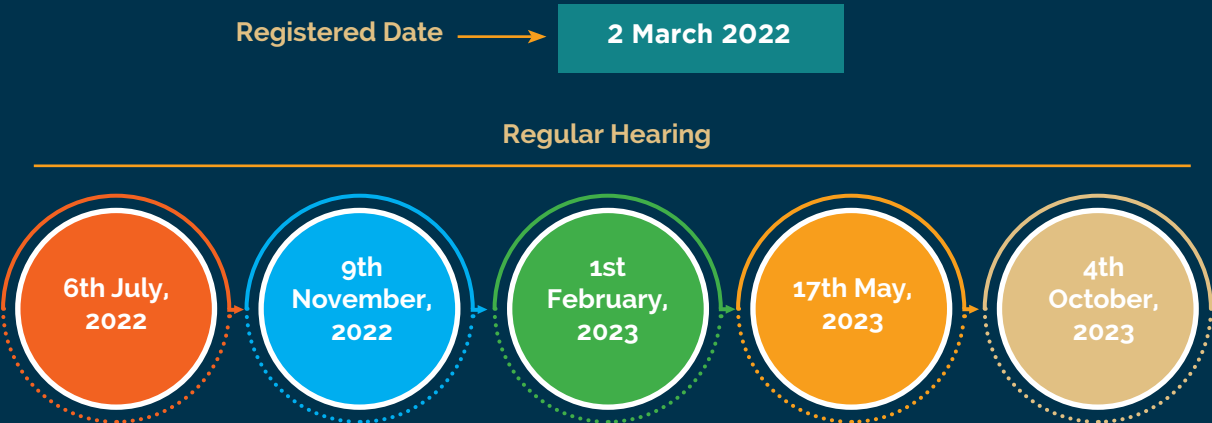 Registered Date
2 March 2022
Regular Hearing
6th July,
2022
9th
November,
2022
1st
February,
2023
17th May,
2023
4th
October,
2023